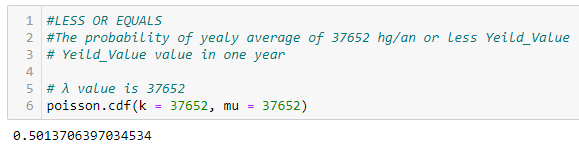 1 #LESS OR EQUALS
2 #The probability of yealy average of 37652 hg/an or less Yeild_Value
3 # Yeild_Value value in one year
4
5 # λ value is 37652
6 poisson.cdf(k = 37652, mu = 37652)
0.5013706397034534